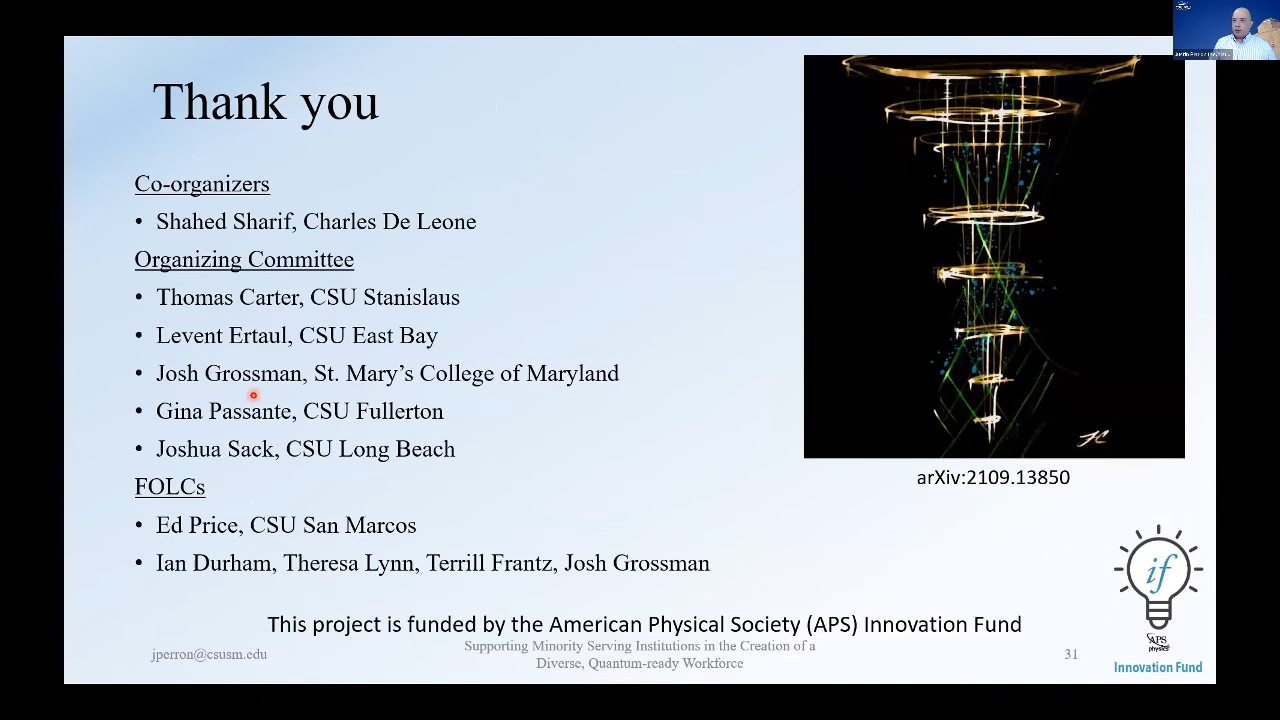 Thank you
Co-organizers
• Shahed Sharif, Charles De Leone
Organizing Committee
• Thomas Carter, CSU Stanislaus
• Levent Ertaul, CSU East Bay
• Josh Grossman, St. Mary's College of Maryland
• Gina Passante, CSU Fullerton
• Joshua Sack, CSU Long Beach
FOLCs
• Ed Price, CSU San Marcos
• Ian Durham, Theresa Lynn, Terrill Frantz, Josh Grossman
arXiv:2109.13850
if
This project is funded by the American Physical Society (APS) Innovation Fund
jperron@csusm.edu
Supporting Minority Serving Institutions in the Creation of a
Diverse, Quantum-ready Workforce
31
APS
physics
Innovation Fund